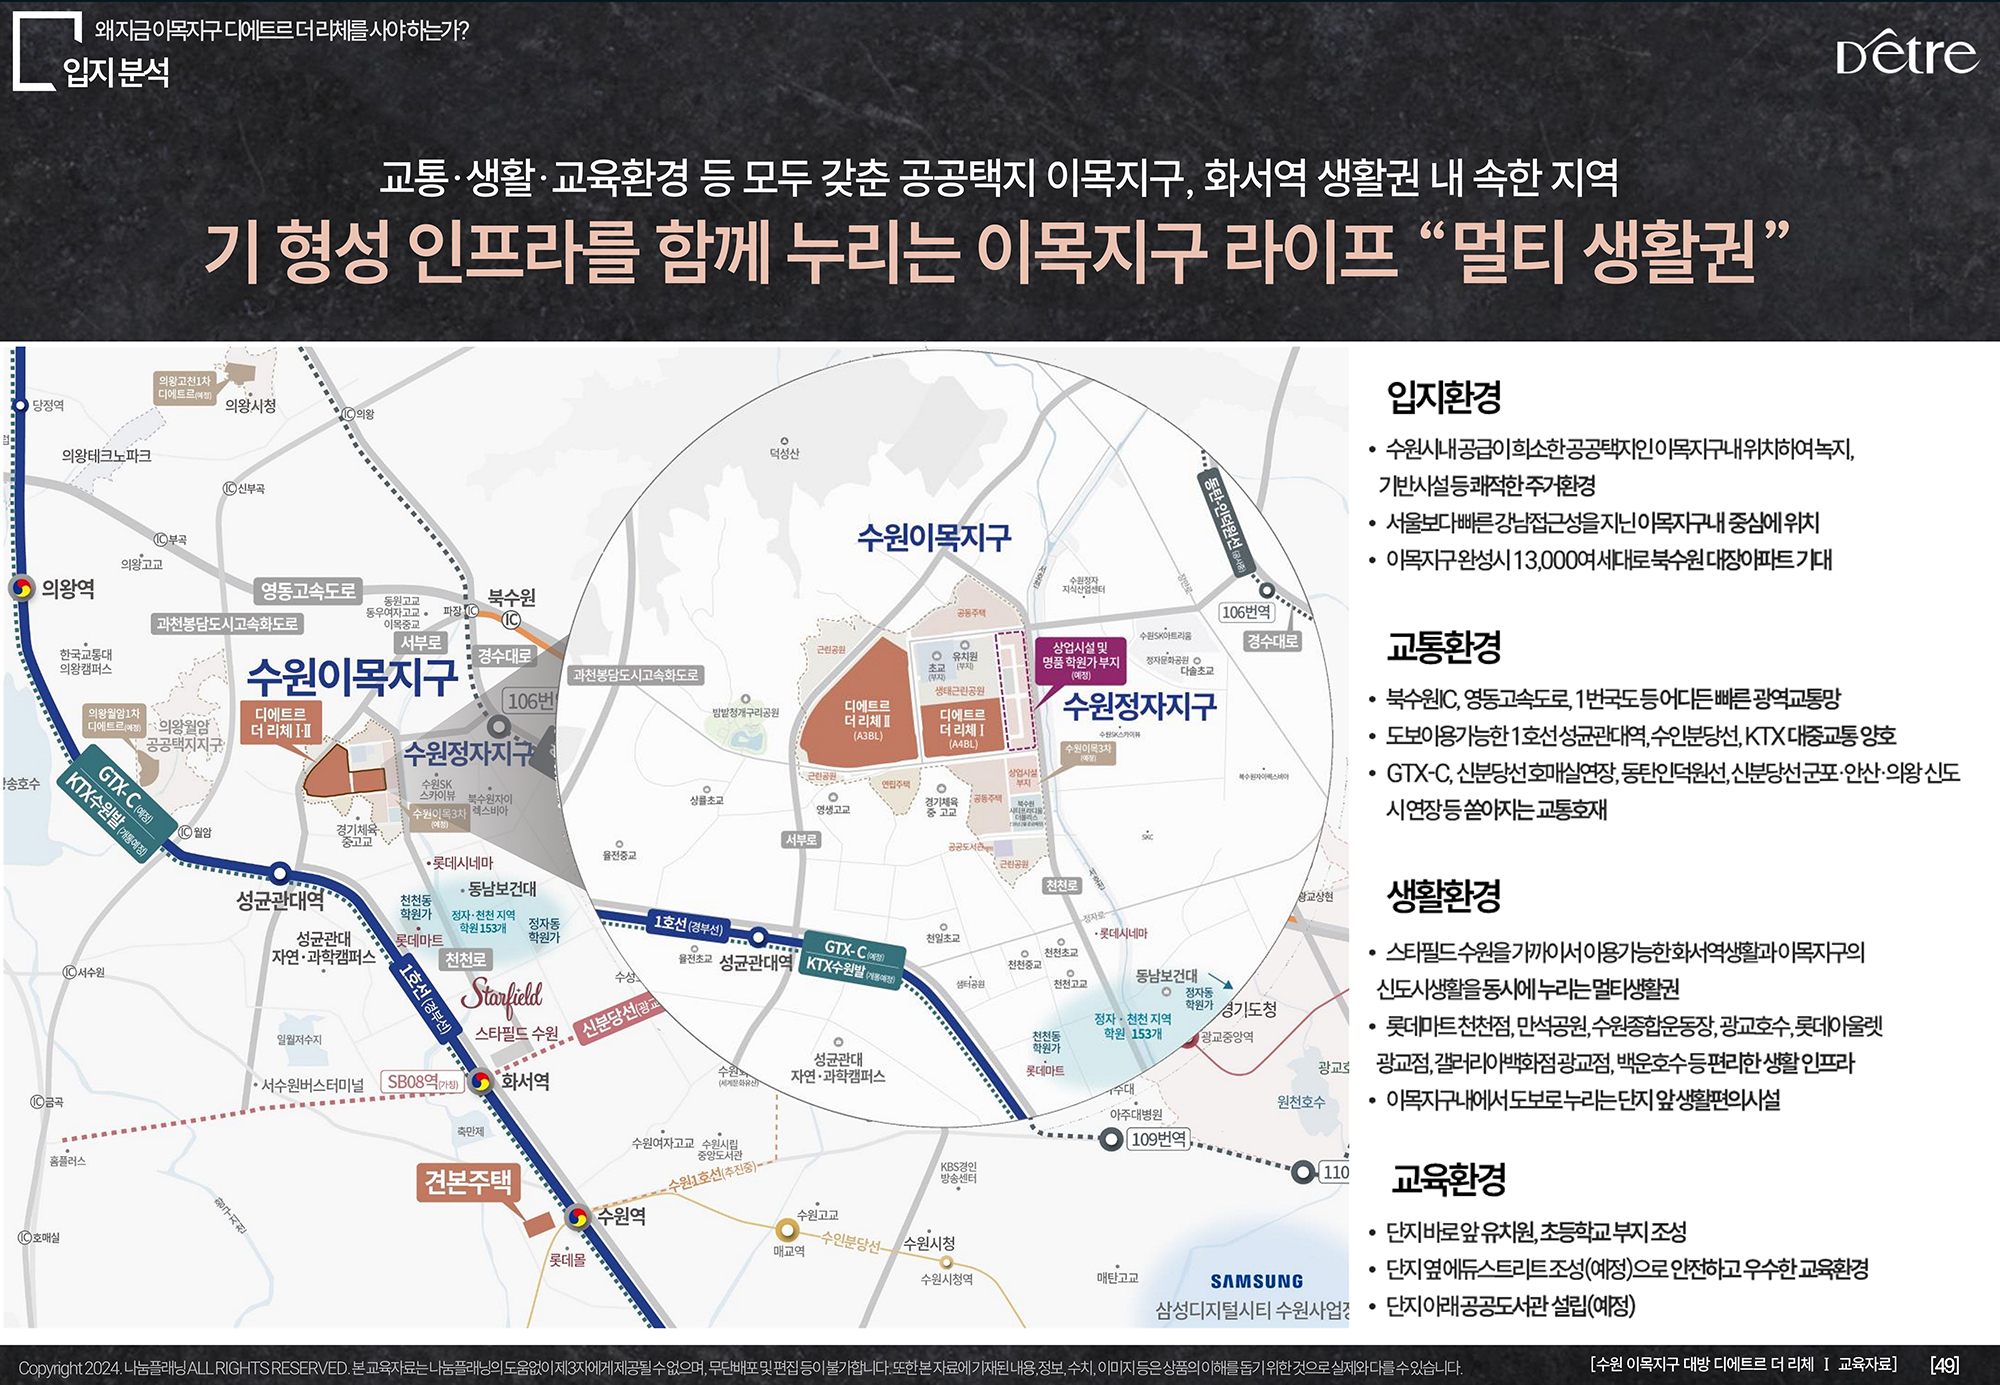 왜 지금 이목지구 디에트르 더 리체를 사야 하는가?
입지 분석
D'être
교통·생활·교육환경 등 모두 갖춘 공공택지 이목지구, 화서역 생활권 내 속한 지역
기 형성 인프라를 함께 누리는 이목지구 라이프 “멀티 생활권”
당정역
의왕고천1차
디에트르(예정)
의왕시청
IC의왕
의왕테크노파크
IC신부곡
IC부곡
의왕고교
의왕역
영동고속도로
과천봉담도시고속화도로
동원고교
동우여자고교
이목중교
파장IC
북수원
IC
서부로
경수대로
한국교통대
의왕캠퍼스
수원이목지구
의왕월암1차
디에트르(예정)
의왕월암
공공택지지구
디에트르
더 리체 I·II
106번
수원정자지구
수원SK
스카이뷰
북수원자이
렉스비아
수원이목3차
(예정)
경기체육
중고교
GTX-C(예정)
KTX수원발(개통예정)
IC월암
롯데시네마
동남보건대
성균관대역
천천동
학원가
정자·천천 지역
학원 153개
정자동
학원가
롯데마트
천천로
성균관대
자연·과학캠퍼스
IC서수원
1호선(경부선)
Starfield
스타필드 수원
수성
신분당선(광교
일월저수지
서수원버스터미널
SB08역(가칭)
화서역
IC금곡
축만제
홈플러스
견본주택
수원역
롯데몰
IC호매실
수원여자고교
수원시립
중앙도서관
수원1호선(추진중)
수원고교
매교역
수인분당선
수원시청
수원시청역
KBS경인
방송센터
매탄고교
SAMSUNG
삼성디지털시티 수원사업장
109번역
110
아주대병원
원천호수
광교중앙역
경기도청
광교상현
덕성산
수원이목지구
동탄-인덕원선(공사중)
106번역
경수대로
수원정자
지식산업센터
공동주택
근린공원
초교
(부지)
유치원
(부지)
생태근린공원
상업시설 및
명품 학원가 부지
(예정)
수원SK아트리움
정자문화공원
다솔초교
과천봉담도시고속화도로
밤밭청개구리공원
디에트르
더 리체 II
(A3BL)
디에트르
더 리체 I
(A4BL)
수원정자지구
수원SK스카이뷰
수원이목3차
(예정)
북수원자이렉스비아
근린공원
연립주택
상업시설
부지
상률초교
영생고교
경기체육
중·고교
공동주택
서부로
율전중교
공공도서관(예정)
근린공원
SKC
천천로
1호선(경부선)
율전초교
성균관대역
GTX-C(예정)
KTX수원발(개통예정)
천일초교
정자로
롯데시네마
천천초교
천천중교
천천고교
샘터공원
동남보건대
정자동
학원가
정자·천천 지역
학원 153개
천천동
학원가
롯데마트
성균관대
자연·과학캠퍼스
입지환경
• 수원시내 공급이 희소한 공공택지인 이목지구내 위치하여 녹지,
기반시설 등 쾌적한 주거환경
• 서울보다 빠른 강남접근성을 지닌 이목지구내 중심에 위치
• 이목지구 완성시 13,000여 세대로 북수원 대장아파트 기대
교통환경
• 북수원IC, 영동고속도로, 1번국도 등 어디든 빠른 광역교통망
• 도보이용가능한 1호선 성균관대역, 수인분당선, KTX 대중교통 양호
• GTX-C, 신분당선 호매실연장, 동탄인덕원선, 신분당선 군포·안산·의왕 신도
시 연장 등 쏟아지는 교통호재
생활환경
• 스타필드 수원을 가까이서 이용가능한 화서역생활과 이목지구의
신도시생활을 동시에 누리는 멀티생활권
• 롯데마트 천천점, 만석공원, 수원종합운동장, 광교호수, 롯데아울렛
광교점, 갤러리아백화점 광교점, 백운호수 등 편리한 생활 인프라
• 이목지구내에서 도보로 누리는 단지 앞 생활편의시설
교육환경
• 단지 바로 앞 유치원, 초등학교 부지 조성
• 단지 옆 에듀스트리트 조성(예정)으로 안전하고 우수한 교육환경
• 단지 아래 공공도서관 설립(예정)
Copyright 2024. 나눔플래닝 ALL RIGHTS RESERVED. 본 교육자료는 나눔플래닝의 도움없이 제3자에게 제공될 수 없으며, 무단배포 및 편집 등이 불가합니다. 또한 본 자료에 기재된 내용, 정보, 수치, 이미지 등은 상품의 이해를 돕기 위한 것으로 실제와 다를 수 있습니다.
[수원 이목지구 대방 디에트르 더 리체 I 교육자료] [49]